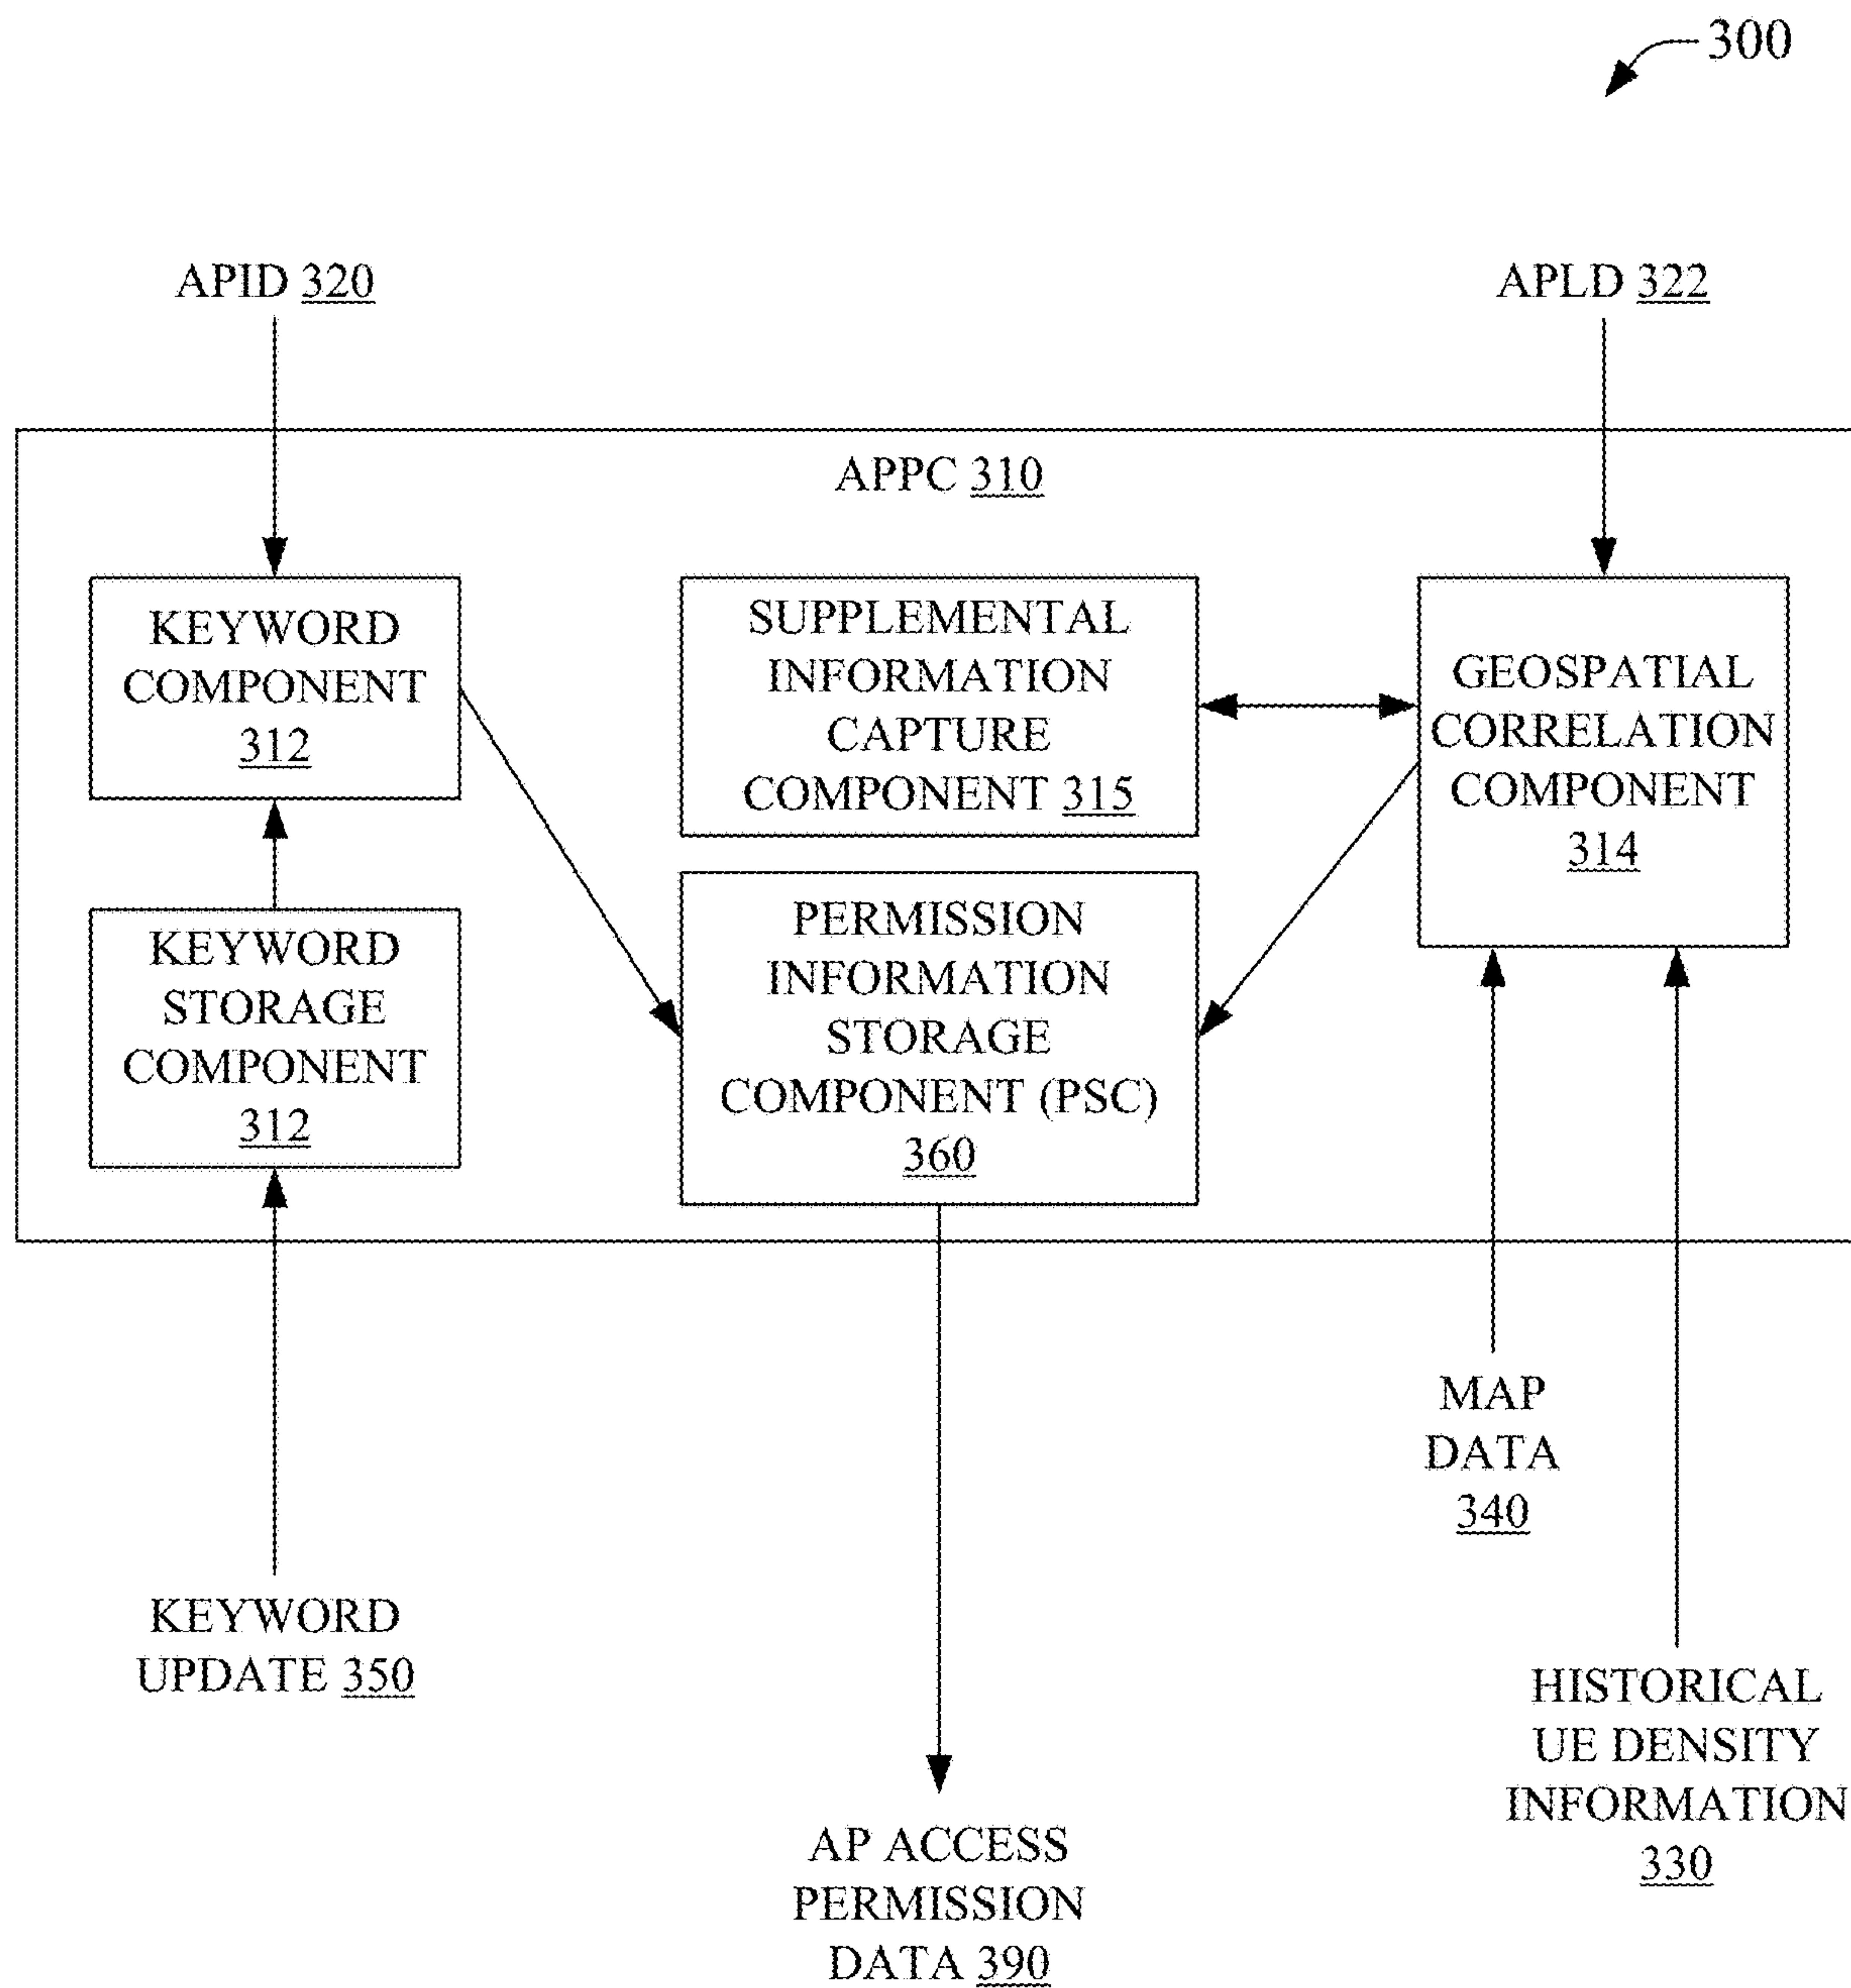 300
APID 320
APLD 322
APPC 310
KEYWORD
COMPONENT
312
SUPPLEMENTAL
INFORMATION
CAPTURE
COMPONENT 315
GEOSPATIAL
CORRELATION
COMPONENT
314
KEYWORD
STORAGE
COMPONENT
312
PERMISSION
INFORMATION
STORAGE
COMPONENT (PSC)
360
MAP
DATA
340
KEYWORD
UPDATE 350
HISTORICAL
UE DENSITY
INFORMATION
330
AP ACCESS
PERMISSION
DATA 390